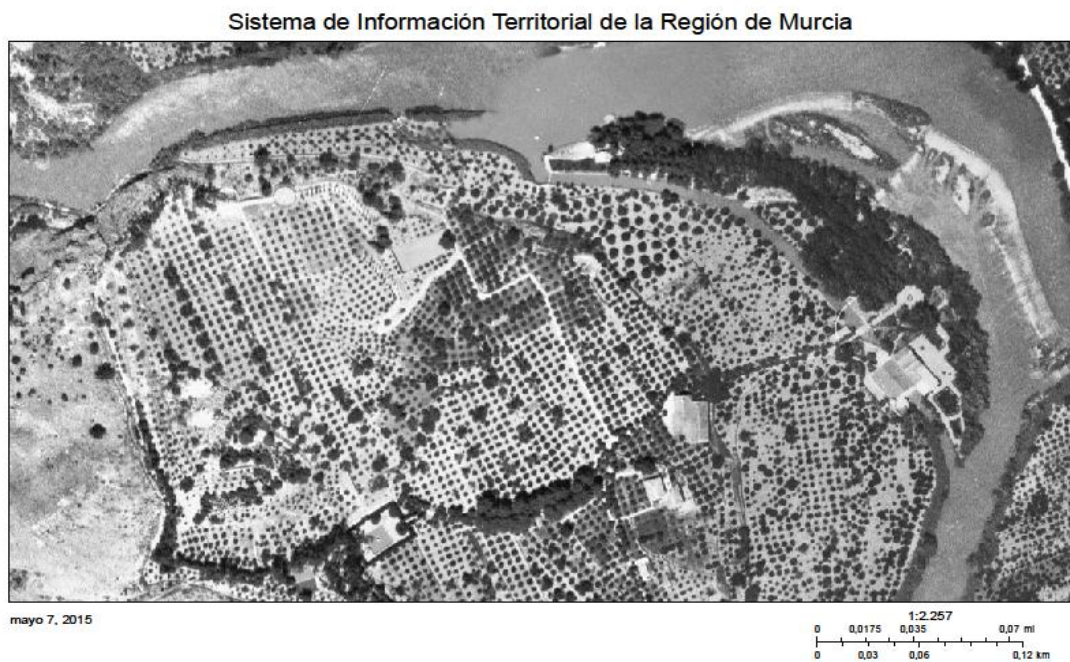 Sistema de Información Territorial de la Región de Murcia
mayo 7, 2015
1:2.257
0 0,0175 0,035 0,07 mi
0 0,03 0,06 0,12 km